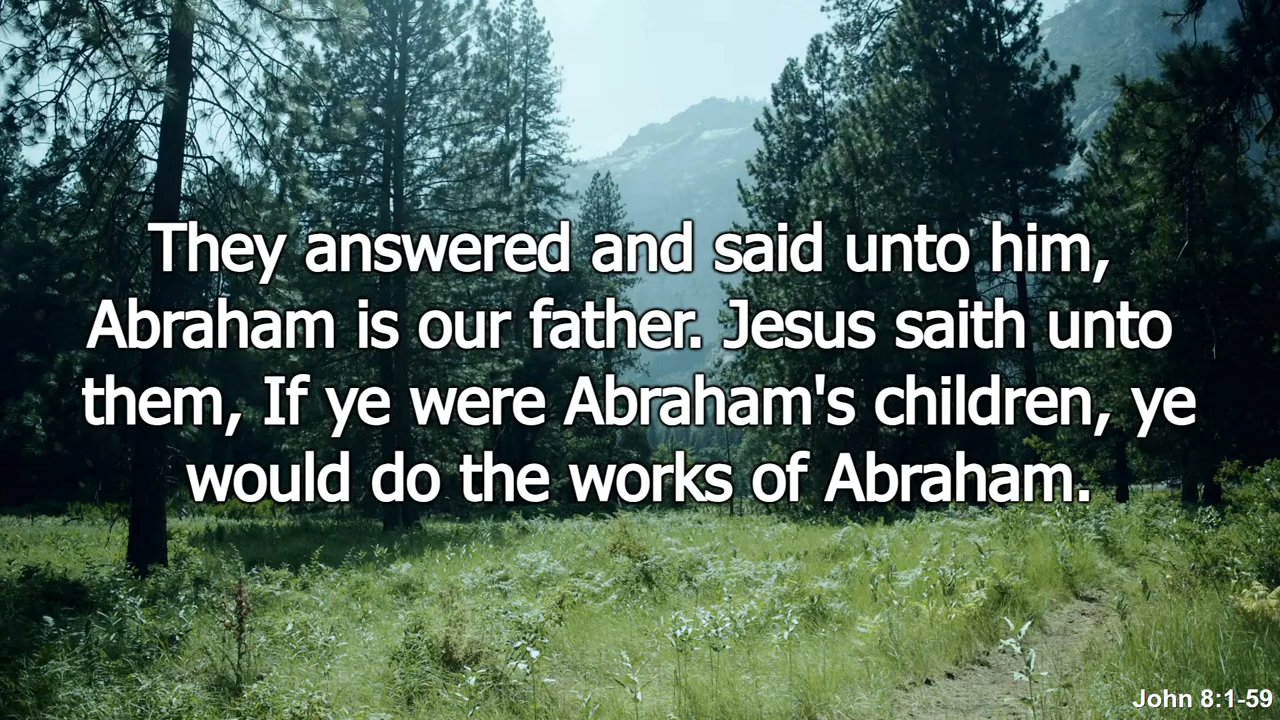 They answered and said unto him,
Abraham is our father. Jesus saith unto
them, If ye were Abraham's children, ye
would do the works of Abraham.
John 8:1-59